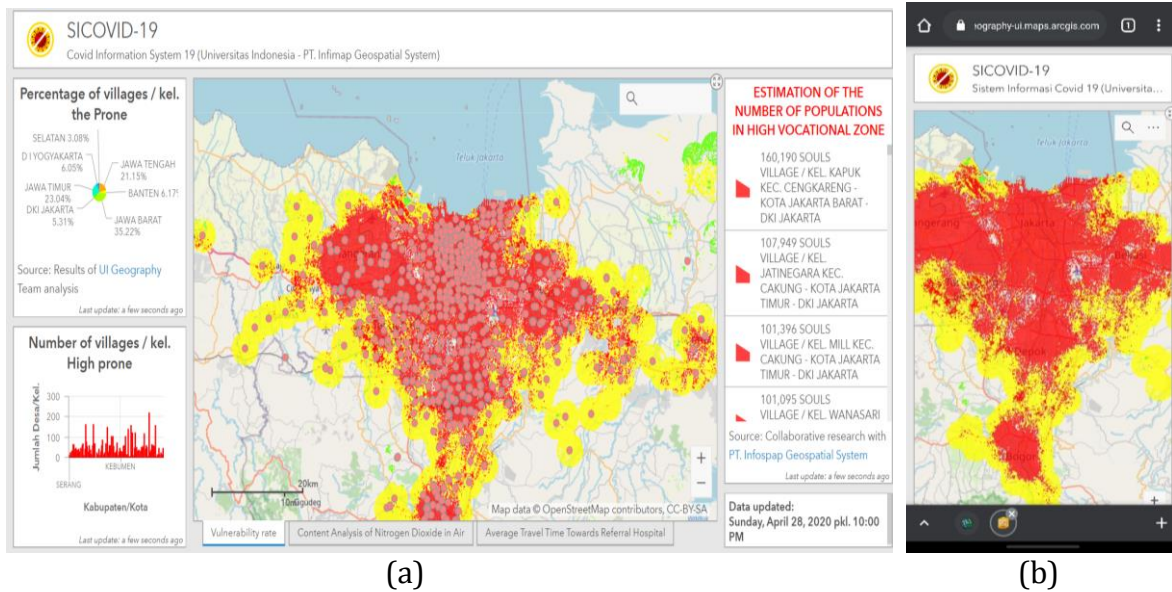 SICOVID-19
Covid Information System 19 (Universitas Indonesia - PT. Infimap Geospatial System)
Percentage of villages / kel.
the Prone
SELATAN 3.08%
D I YOGYAKARTA
6.05%
JAWA TENGAH
21.15%
JAWA TIMUR
23.04%
BANTEN 6.17
DKI JAKARTA
5.31%
JAWA BARAT
35.22%
Source: Results of UI Geography
Team analysis
Last update: a few seconds ago
Number of villages / kel.
High prone
Jumlah Desa/Kel.
300
200
100
0
KEBUMEN
SERANG
Kabupaten/Kota
Last update: a few seconds ago
Teluk Jakarta
20km
10m
Map data © OpenStreetMap contributors, CC-BY-SA
Vulnerability rate
Content Analysis of Nitrogen Dioxide in Air
Average Travel Time Towards Referral Hospital
ESTIMATION OF THE
NUMBER OF POPULATIONS
IN HIGH VOCATIONAL ZONE
160,190 SOULS
VILLAGE / KEL. KAPUK
KEC. CENGKARENG -
KOTA JAKARTA BARAT -
DKI JAKARTA
107,949 SOULS
VILLAGE / KEL.
JATINEGARA KEC.
CAKUNG - KOTA JAKARTA
TIMUR - DKI JAKARTA
101,396 SOULS
VILLAGE / KEL. MILL KEC.
CAKUNG - KOTA JAKARTA
TIMUR - DKI JAKARTA
101,095 SOULS
VILLAGE / KEL. WANASARI
Source: Collaborative research with
PT. Infospap Geospatial System
Last update: a few seconds ago
Data updated:
Sunday, April 28, 2020 pkl. 10:00
PM
(a)
eography-ui.maps.arcgis.com
1
SICOVID-19
Sistem Informasi Covid 19 (Universita...
Teluk Jakarta
Jakarta
Bogor
(b)